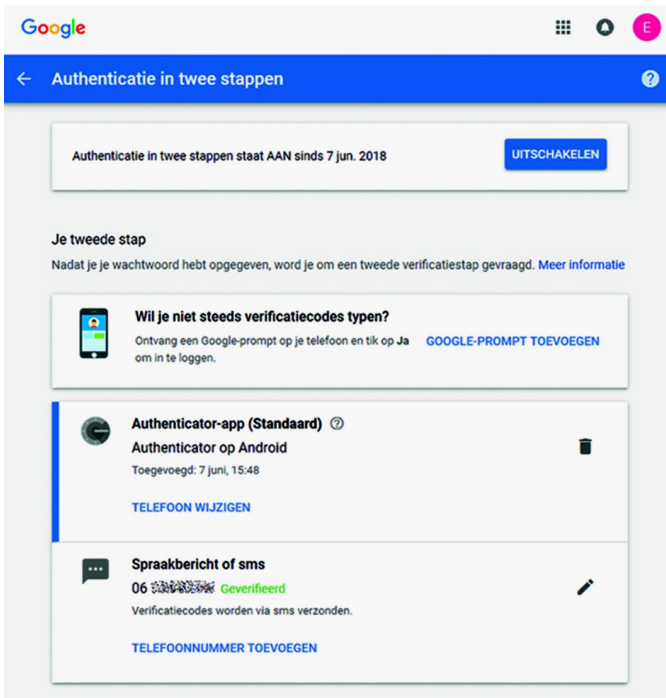 Google
E
Authenticatie in twee stappen
Authenticatie in twee stappen staat AAN sinds 7 jun. 2018
UITSCHAKELEN
Je tweede stap
Nadat je je wachtwoord hebt opgegeven, word je om een tweede verificatiestap gevraagd. Meer informatie
Wil je niet steeds verificatiecodes typen?
Ontvang een Google-prompt op je telefoon en tik op Ja
om in te loggen.
GOOGLE-PROMPT TOEVOEGEN
Authenticator-app (Standaard)
Authenticator op Android
Toegevoegd: 7 juni, 15:48
TELEFOON WIJZIGEN
Spraakbericht of sms
06 Geverifieerd
Verificatiecodes worden via sms verzonden.
TELEFOONNUMMER TOEVOEGEN